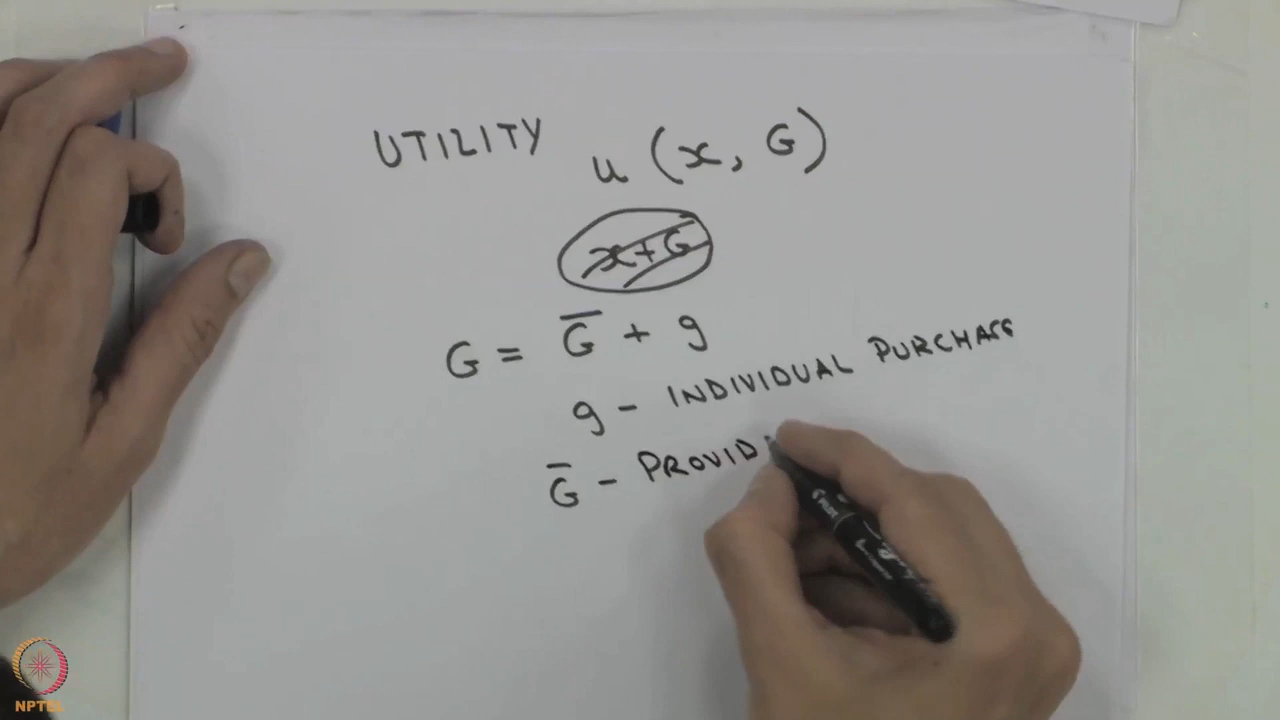 UTILITY u (x, G)
x+G
G = G̅ + g
g - INDIVIDUAL PURCHASE
G̅ - PROVID
NPTEL